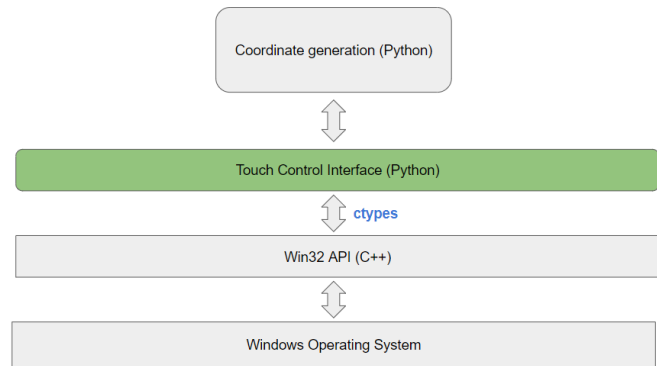 Coordinate generation (Python)
Touch Control Interface (Python)
ctypes
Win32 API (C++)
Windows Operating System